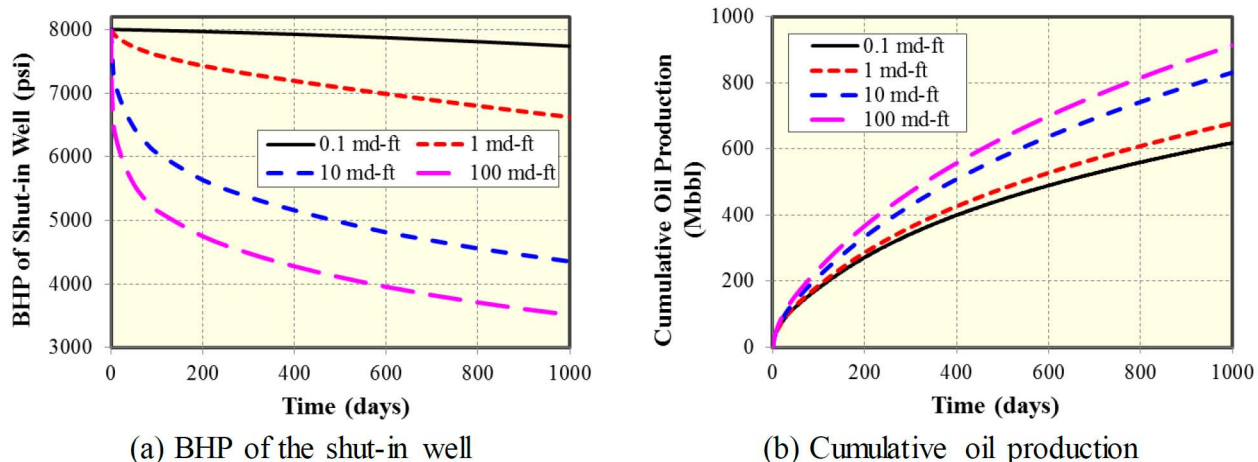 BHP of Shut-in Well (psi)
8000
7000
6000
5000
4000
3000
0.1 md-ft
1 md-ft
10 md-ft
100 md-ft
0
200
400
600
800
1000
Time (days)
(a) BHP of the shut-in well
Cumulative Oil Production
(Mbbl)
1000
800
600
400
200
0
0.1 md-ft
1 md-ft
10 md-ft
100 md-ft
0
200
400
600
800
1000
Time (days)
(b) Cumulative oil production